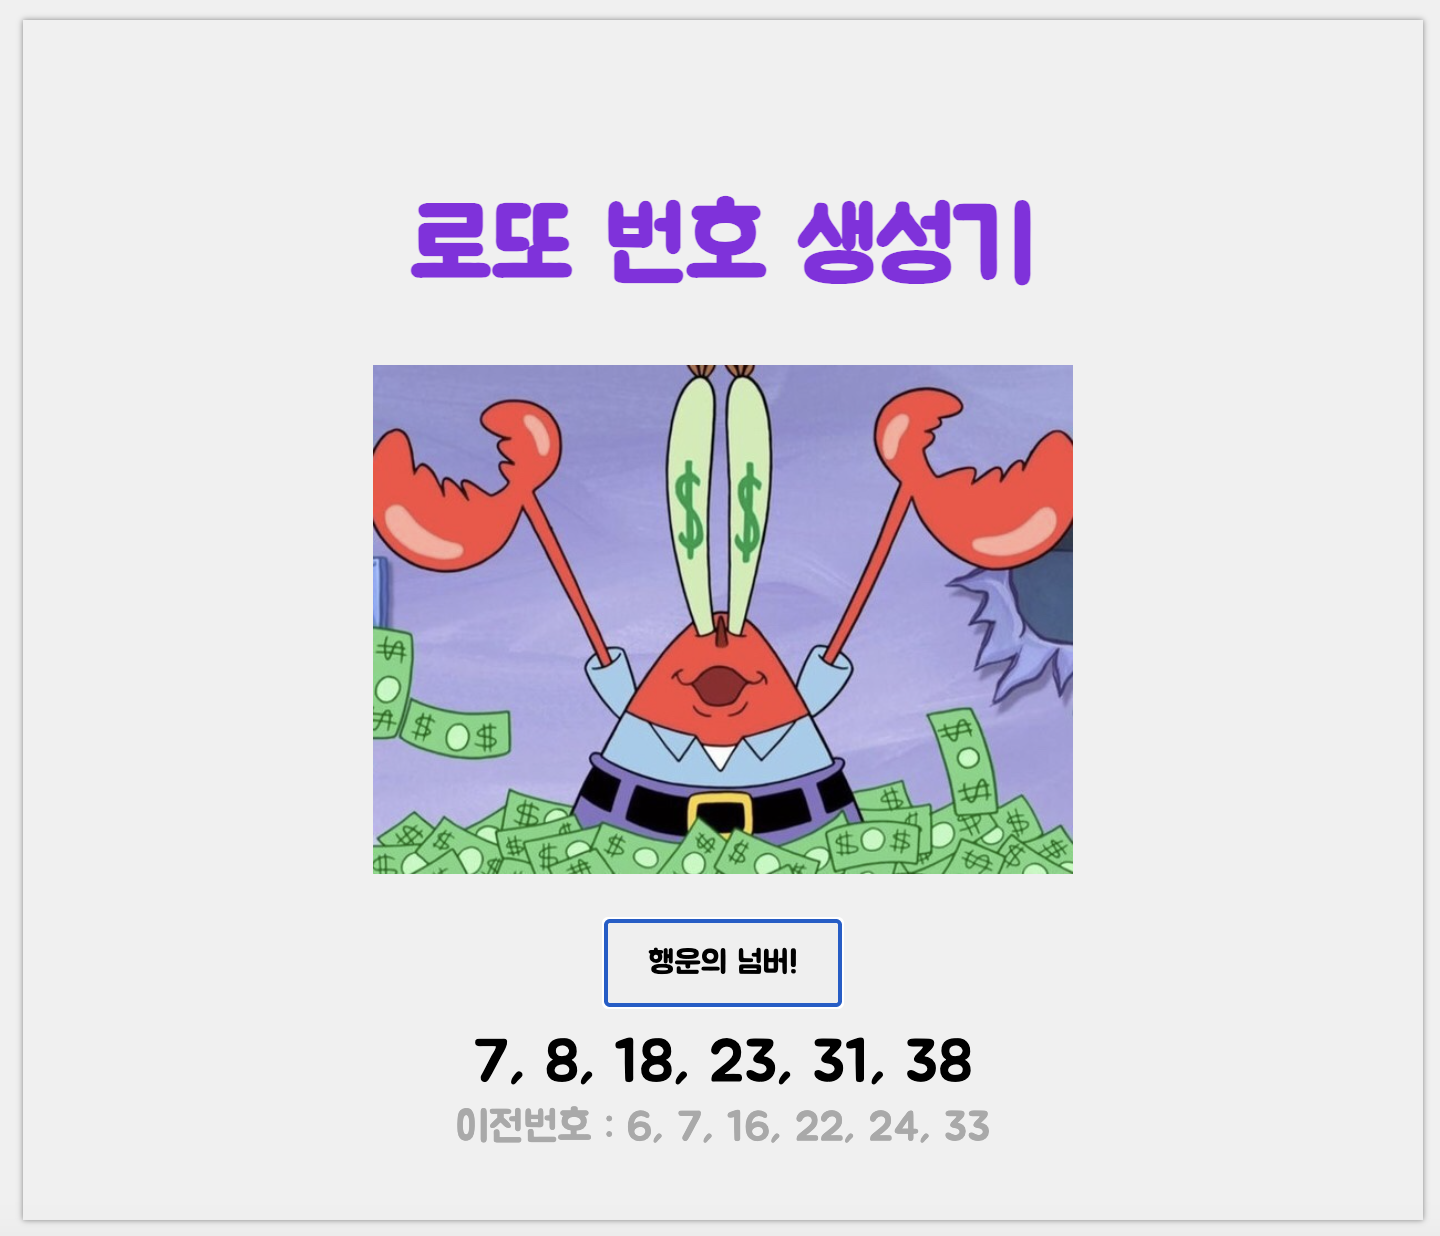 로또 번호 생성기
행운의 넘버!
7, 8, 18, 23, 31, 38
이전번호 : 6, 7, 16, 22, 24, 33